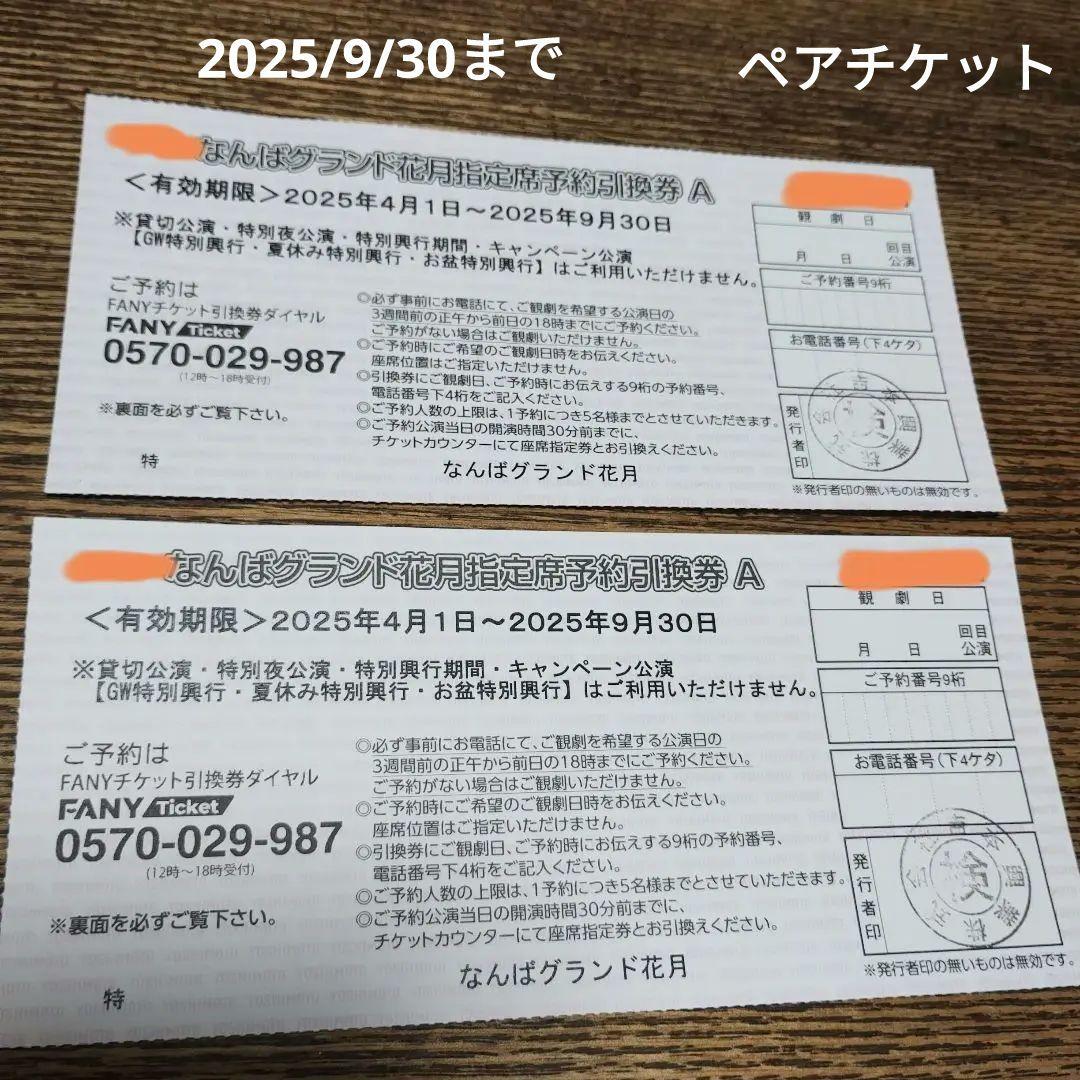 2025/9/30まで
ペアチケット
なんばグランド花月指定席予約引換券 A
＜有効期限＞2025年4月1日～2025年9月30日
※貸切公演・特別夜公演・特別興行期間・キャンペーン公演
【GW特別興行・夏休み特別興行・お盆特別興行】はご利用いただけません。
ご予約は
FANYチケット引換券ダイヤル
FANY Ticket
0570-029-987
(12時～18時受付)
※裏面を必ずご覧下さい。
特
◎必ず事前にお電話にて、ご観劇を希望する公演日の
3週間前の正午から前日の18時までにご予約ください。
ご予約がない場合はご観劇いただけません。
◎ご予約時にご希望のご観劇日時をお伝えください。
座席位置はご指定いただけません。
◎引換券にご観劇日、ご予約時にお伝えする9桁の予約番号、
電話番号下4桁をご記入ください。
◎ご予約人数の上限は、1予約につき5名様までとさせていただきます。
◎ご予約公演当日の開演時間30分前までに、
チケットカウンターにて座席指定券とお引換えください。
なんばグランド花月
観劇日
月 日 回目
公演
ご予約番号9桁
お電話番号(下4ケタ)
発行者印
※発行者印の無いものは無効です。
なんばグランド花月指定席予約引換券 A
＜有効期限＞2025年4月1日～2025年9月30日
※貸切公演・特別夜公演・特別興行期間・キャンペーン公演
【GW特別興行・夏休み特別興行・お盆特別興行】はご利用いただけません。
ご予約は
FANYチケット引換券ダイヤル
FANY Ticket
0570-029-987
(12時～18時受付)
※裏面を必ずご覧下さい。
特
◎必ず事前にお電話にて、ご観劇を希望する公演日の
3週間前の正午から前日の18時までにご予約ください。
ご予約がない場合はご観劇いただけません。
◎ご予約時にご希望のご観劇日時をお伝えください。
座席位置はご指定いただけません。
◎引換券にご観劇日、ご予約時にお伝えする9桁の予約番号、
電話番号下4桁をご記入ください。
◎ご予約人数の上限は、1予約につき5名様までとさせていただきます。
◎ご予約公演当日の開演時間30分前までに、
チケットカウンターにて座席指定券とお引換えください。
なんばグランド花月
観劇日
月 日 回目
公演
ご予約番号9桁
お電話番号(下4ケタ)
発行者印
※発行者印の無いものは無効です。